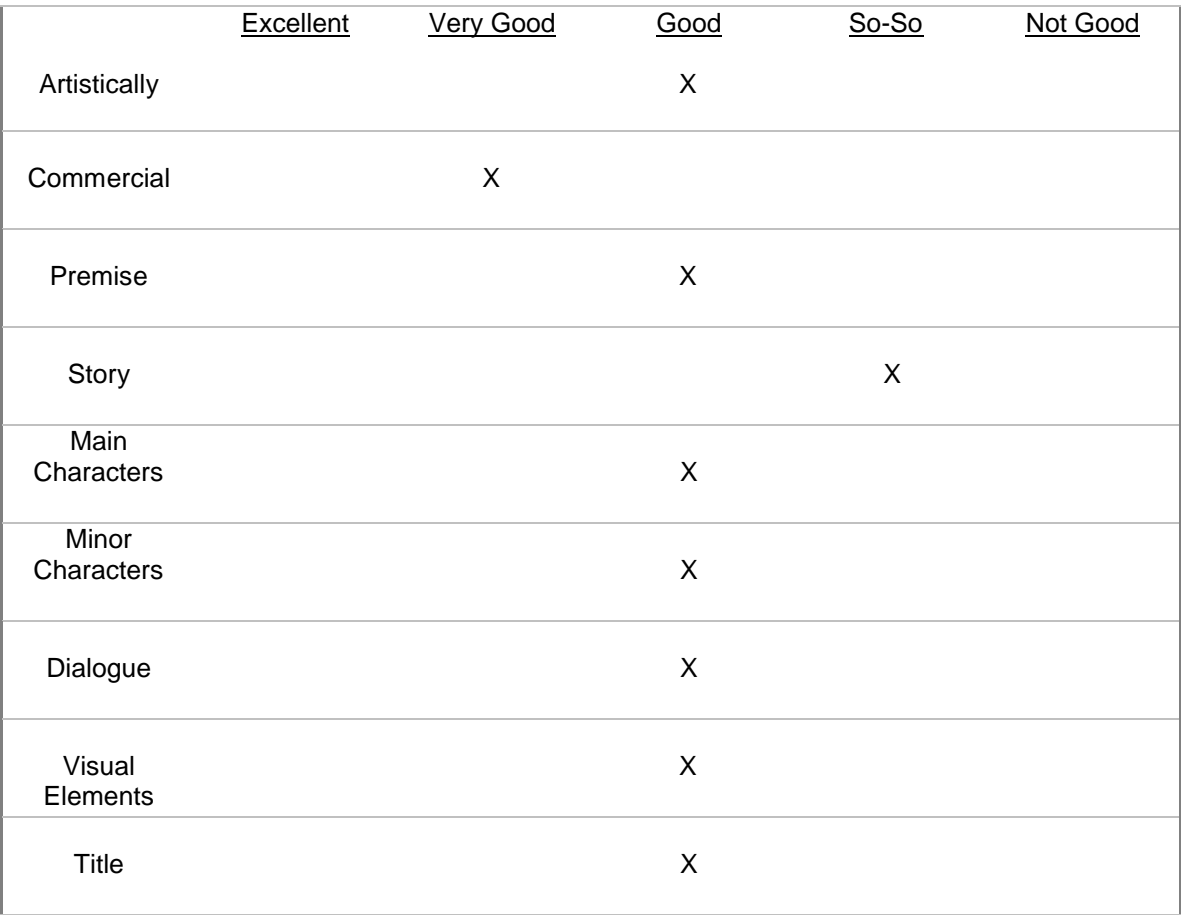 Excellent Very Good Good So-So Not Good
Artistically X
Commercial X
Premise X
Story X
Main
Characters X
Minor
Characters X
Dialogue X
Visual X
Elements
Title X